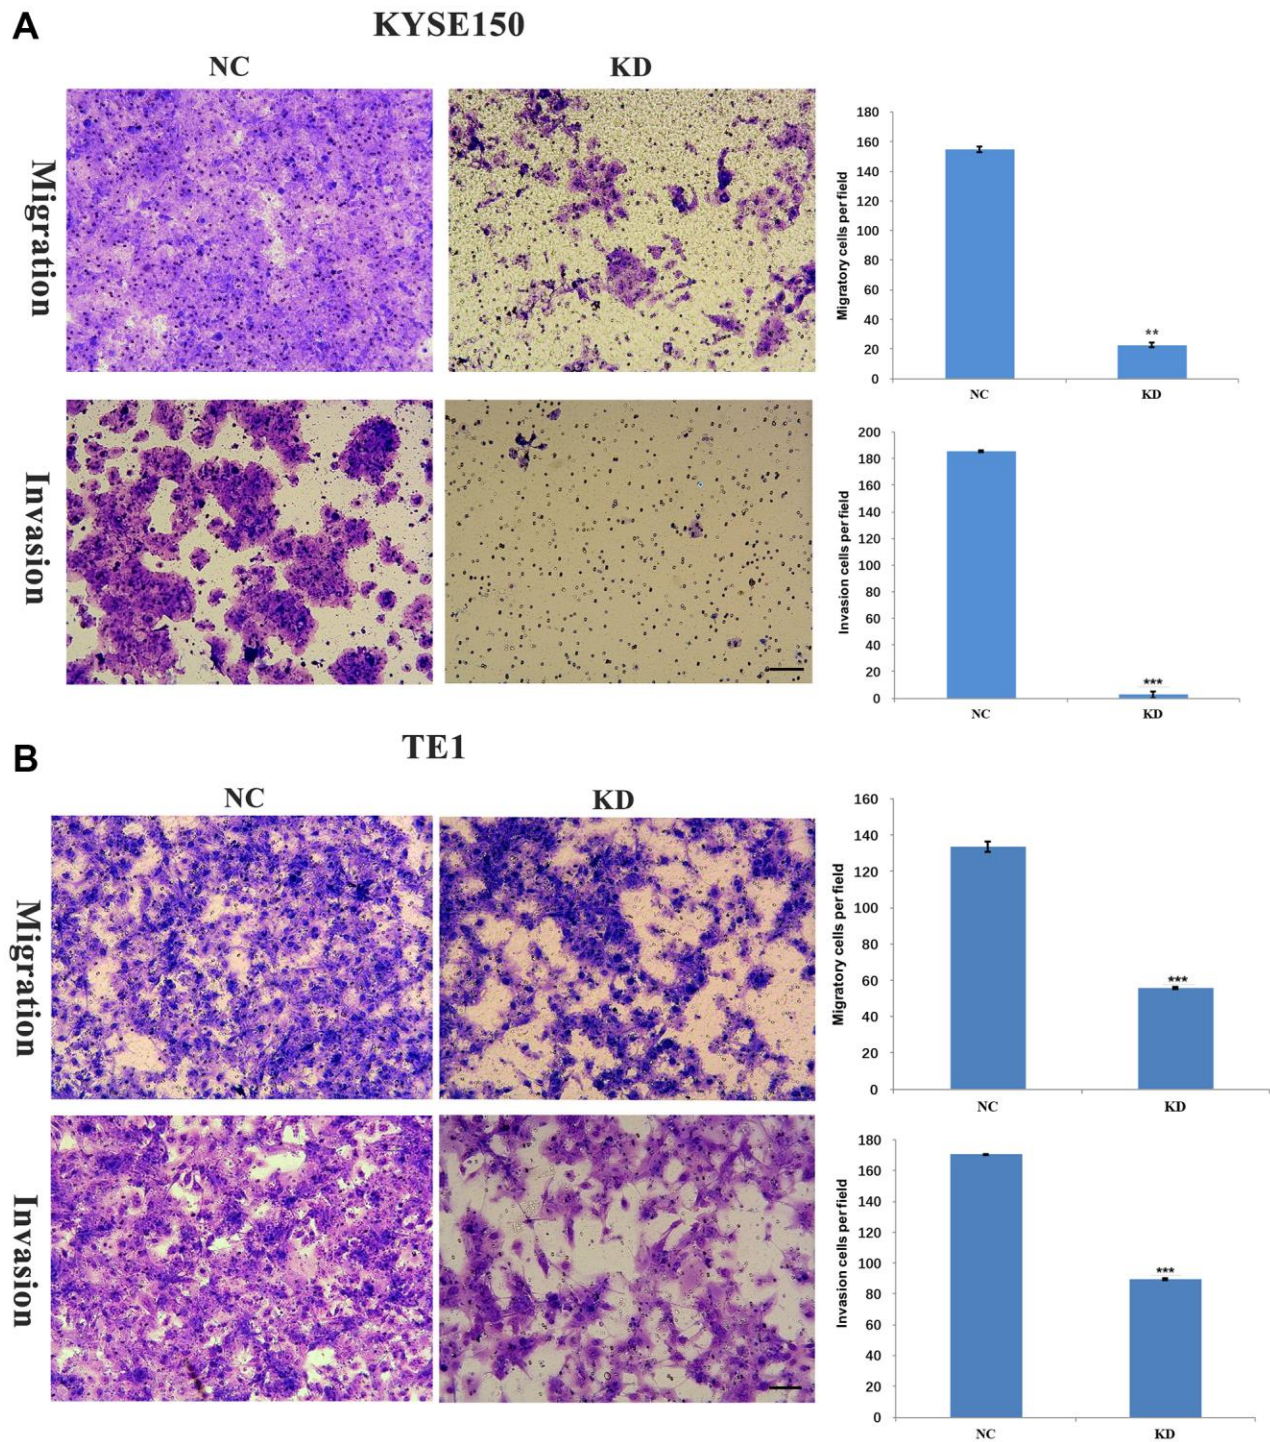 A
KYSE150
NC
KD
Migration
Invasion
180
160
140
120
100
80
60
40
20
0
Migratory cells per field
**
NC
KD
200
180
160
140
120
100
80
60
40
20
0
Invasion cells per field
***
NC
KD
B
TE1
NC
KD
Migration
Invasion
160
140
120
100
80
60
40
20
0
Migratory cells per field
***
NC
KD
180
160
140
120
100
80
60
40
20
0
Invasion cells per field
***
NC
KD